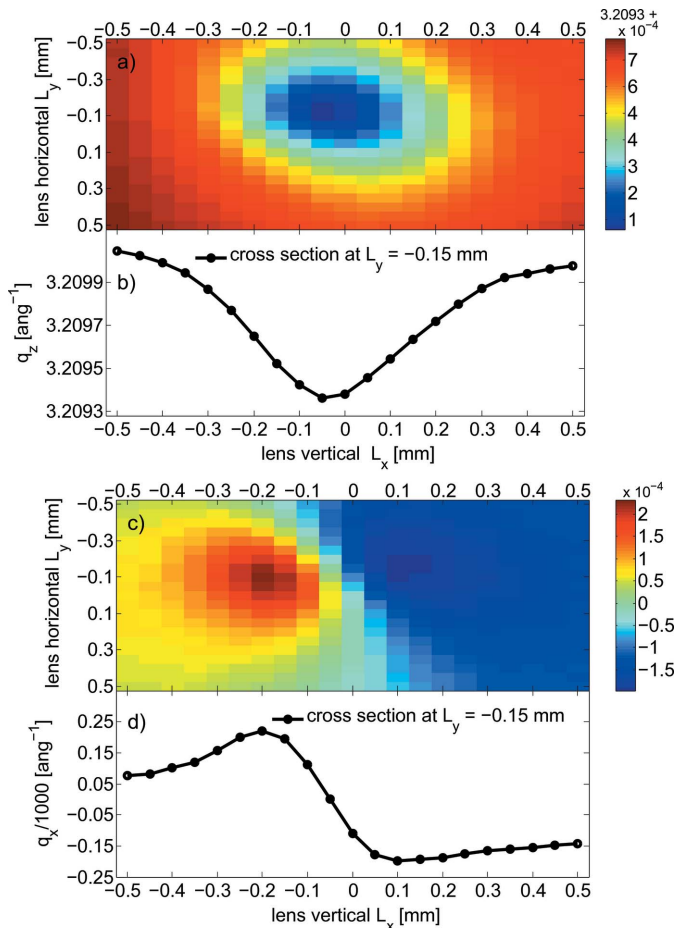 3.2093 +
x 10⁻⁴
−0.5 −0.4 −0.3 −0.2 −0.1 0 0.1 0.2 0.3 0.4 0.5
a)
lens horizontal L_y [mm]
−0.5
−0.3
−0.1
0.1
0.3
0.5
7
6
5
4
3
2
1
b)
cross section at L_y = −0.15 mm
q_z [ang⁻¹]
3.2099
3.2097
3.2095
3.2093
−0.5 −0.4 −0.3 −0.2 −0.1 0 0.1 0.2 0.3 0.4 0.5
lens vertical L_x [mm]
−0.5 −0.4 −0.3 −0.2 −0.1 0 0.1 0.2 0.3 0.4 0.5
x 10⁻⁴
c)
lens horizontal L_y [mm]
−0.5
−0.3
−0.1
0.1
0.3
0.5
2
1.5
1
0.5
0
−0.5
−1
−1.5
d)
cross section at L_y = −0.15 mm
q_x/1000 [ang⁻¹]
0.25
0.15
0.05
−0.05
−0.15
−0.25
−0.5 −0.4 −0.3 −0.2 −0.1 0 0.1 0.2 0.3 0.4 0.5
lens vertical L_x [mm]